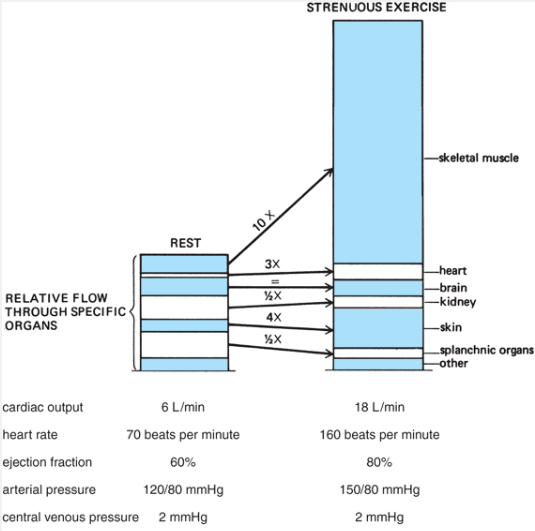 STRENUOUS EXERCISE
skeletal muscle
10 X
REST
3X
heart
=
brain
½X
kidney
RELATIVE FLOW
THROUGH SPECIFIC
ORGANS
4X
skin
½X
splanchnic organs
other
cardiac output 6 L/min 18 L/min
heart rate 70 beats per minute 160 beats per minute
ejection fraction 60% 80%
arterial pressure 120/80 mmHg 150/80 mmHg
central venous pressure 2 mmHg 2 mmHg